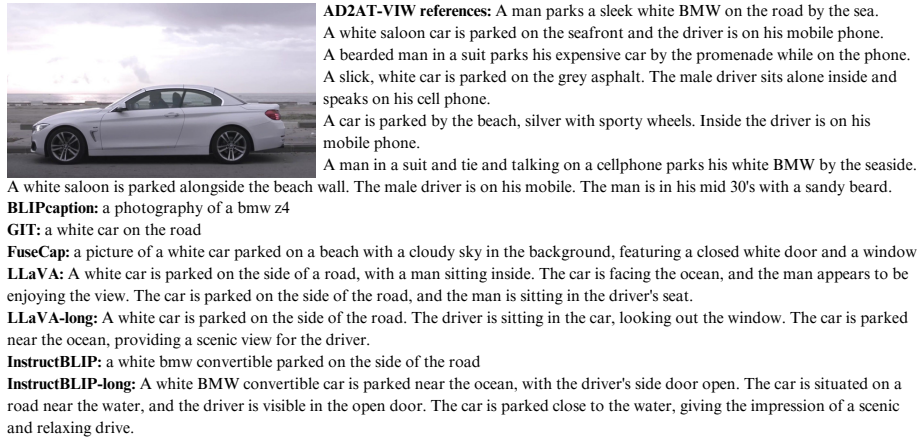 AD2AT-VIW references: A man parks a sleek white BMW on the road by the sea.
A white saloon car is parked on the seafront and the driver is on his mobile phone.
A bearded man in a suit parks his expensive car by the promenade while on the phone.
A slick, white car is parked on the grey asphalt. The male driver sits alone inside and
speaks on his cell phone.
A car is parked by the beach, silver with sporty wheels. Inside the driver is on his
mobile phone.
A man in a suit and tie and talking on a cellphone parks his white BMW by the seaside.
A white saloon is parked alongside the beach wall. The male driver is on his mobile. The man is in his mid 30's with a sandy beard.
BLIPcaption: a photography of a bmw z4
GIT: a white car on the road
FuseCap: a picture of a white car parked on a beach with a cloudy sky in the background, featuring a closed white door and a window
LLaVA: A white car is parked on the side of a road, with a man sitting inside. The car is facing the ocean, and the man appears to be
enjoying the view. The car is parked on the side of the road, and the man is sitting in the driver's seat.
LLaVA-long: A white car is parked on the side of the road. The driver is sitting in the car, looking out the window. The car is parked
near the ocean, providing a scenic view for the driver.
InstructBLIP: a white bmw convertible parked on the side of the road
InstructBLIP-long: A white BMW convertible car is parked near the ocean, with the driver's side door open. The car is situated on a
road near the water, and the driver is visible in the open door. The car is parked close to the water, giving the impression of a scenic
and relaxing drive.